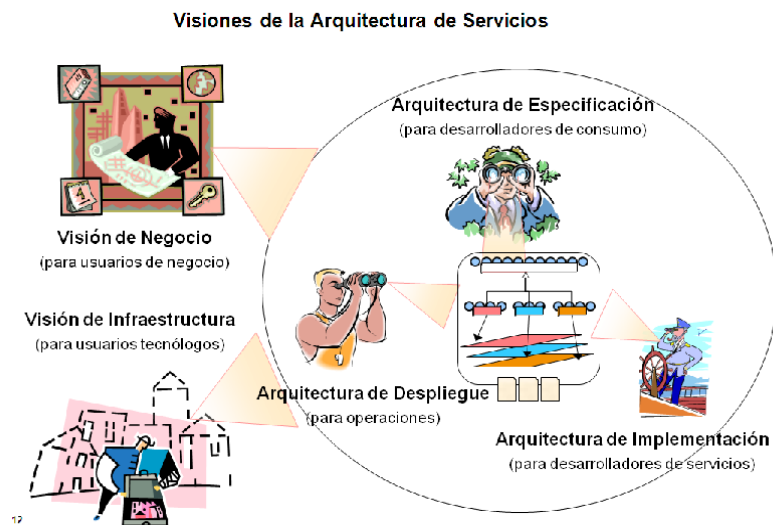 Visiones de la Arquitectura de Servicios
Arquitectura de Especificación
(para desarrolladores de consumo)
Visión de Negocio
(para usuarios de negocio)
Visión de Infraestructura
(para usuarios tecnólogos)
Arquitectura de Despliegue
(para operaciones)
Arquitectura de Implementación
(para desarrolladores de servicios)
12